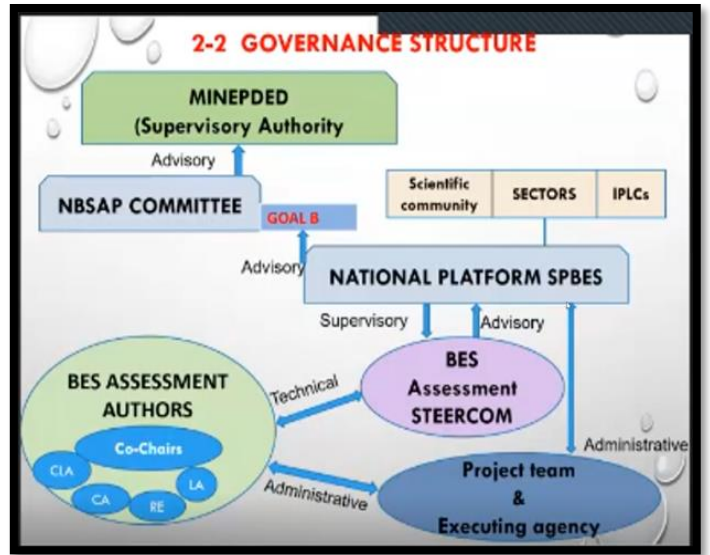 2-2 GOVERNANCE STRUCTURE
MINEPDED
(Supervisory Authority
Advisory
NBSAP COMMITTEE
GOAL B
Scientific
community
SECTORS
IPLCs
Advisory
NATIONAL PLATFORM SPBES
Supervisory
Advisory
BES
Assessment
STEERCOM
BES ASSESSMENT
AUTHORS
Technical
Co-Chairs
CLA
CA
RE
LA
Administrative
Administrative
Project team
&
Executing agency